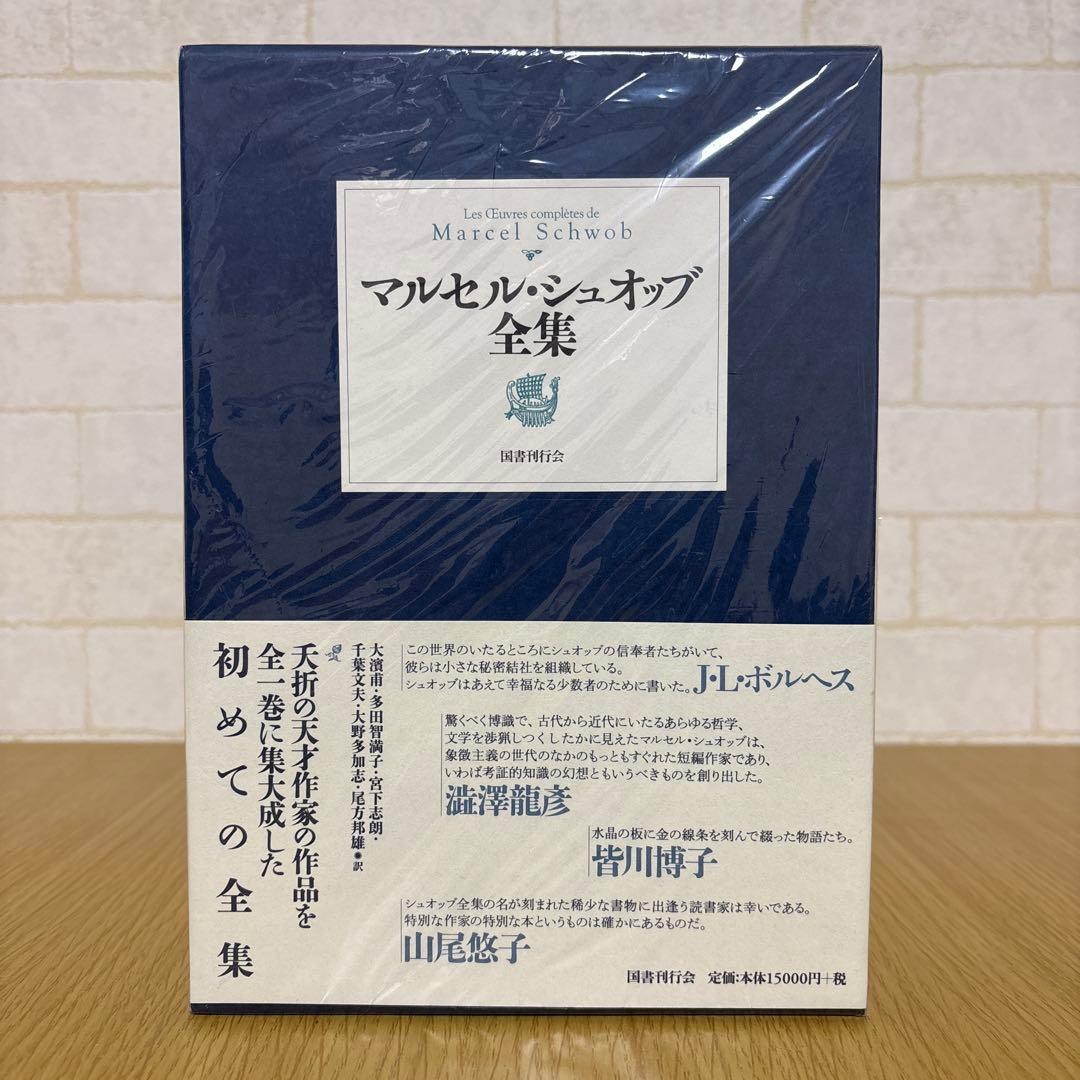 Les Œuvres complètes de
Marcel Schwob
マルセル・シュオッブ
全集
国書刊行会
この世界のいたるところにシュオッブの信奉者たちがいて、
彼らは小さな秘密結社を組織している。
シュオッブはあえて幸福なる少数者のために書いた。
J・L・ボルヘス
驚くべく博識で、古代から近代にいたるあらゆる哲学、
文学を渉猟しつくしたかに見えたマルセル・シュオッブは、
象徴主義の世代のなかのもっともすぐれた短編作家であり、
いわば考証的知識の幻想ともいうべきものを創り出した。
澁澤龍彦
水晶の板に金の線条を刻んで綴った物語たち。
皆川博子
シュオッブ全集の名が刻まれた稀少な書物に出逢う読書家は幸いである。
特別な作家の特別な本というものは確かにあるものだ。
山尾悠子
大濱甫・多田智満子・宮下志朗・
千葉文夫・大野多加志・尾方邦雄●訳
夭折の天才作家の作品を
全一巻に集大成した
初めての全集
国書刊行会 定価:本体15000円+税